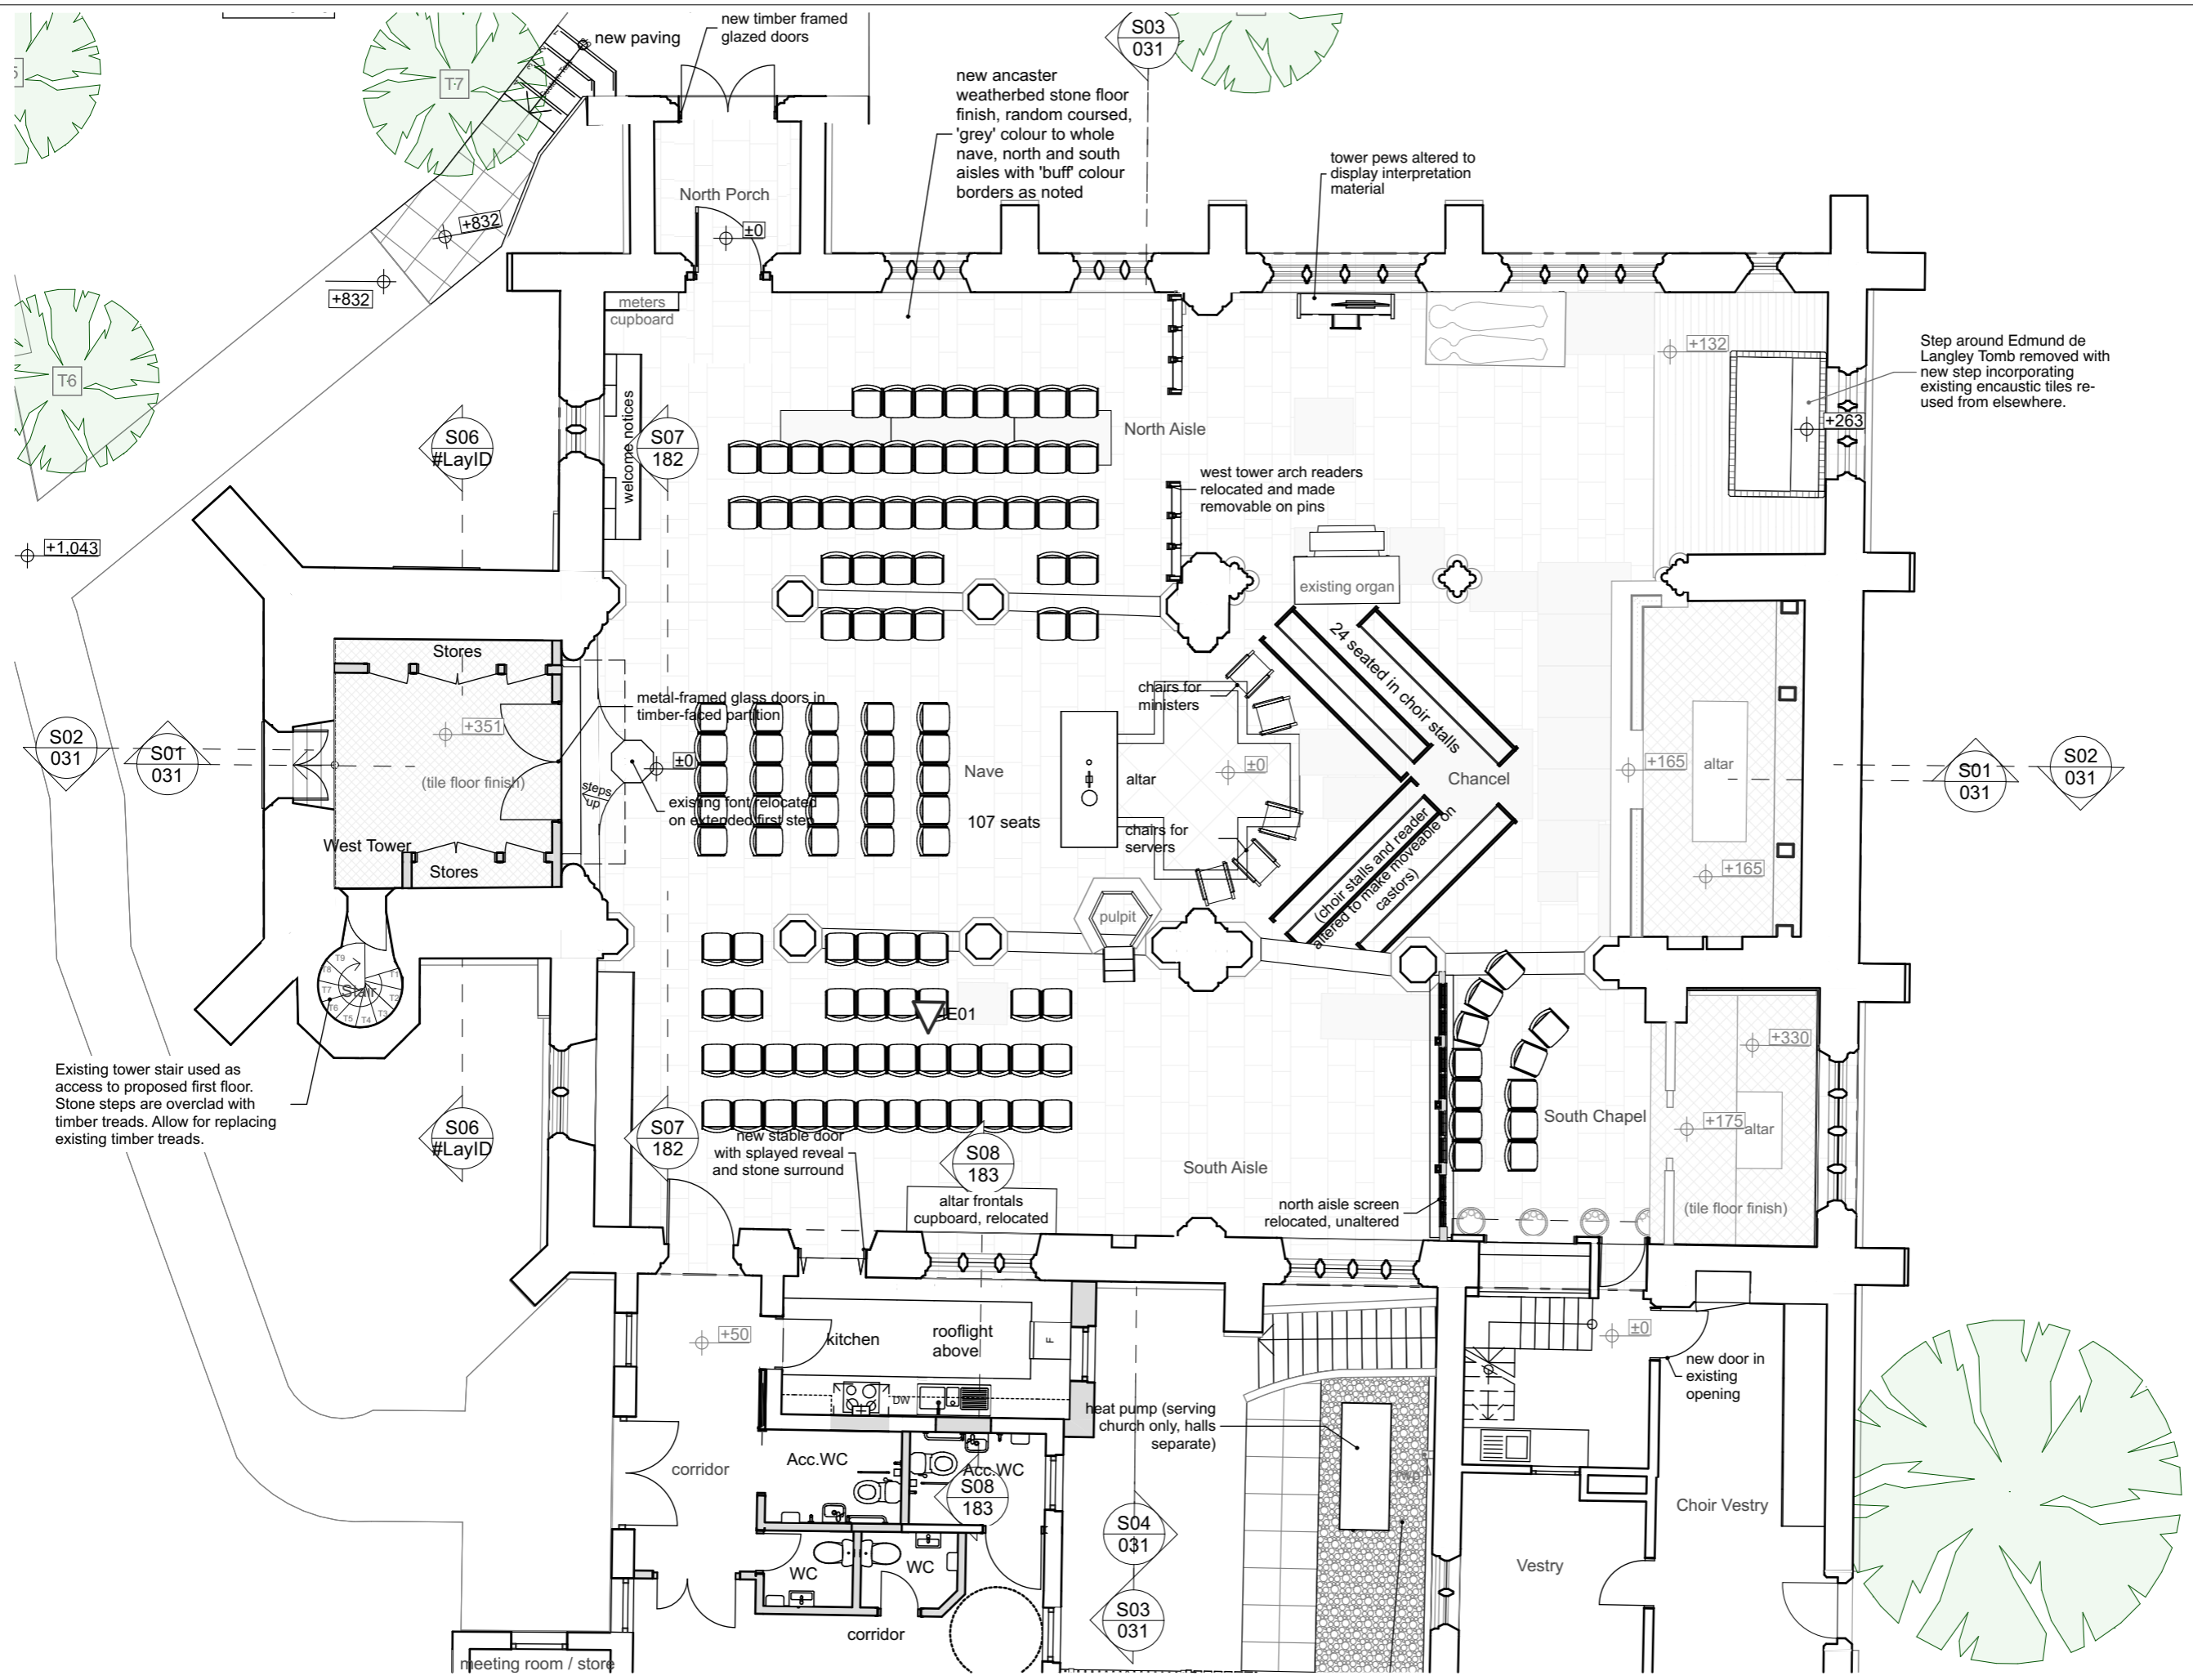 new timber framed
glazed doors
new paving
T7
S03
031
new ancaster
weatherbed stone floor
finish, random coursed,
'grey' colour to whole
nave, north and south
aisles with 'buff' colour
borders as noted
tower pews altered to
display interpretation
material
North Porch
±0
+832
+832
meters
cupboard
+132
Step around Edmund de
Langley Tomb removed with
new step incorporating
existing encaustic tiles re-
used from elsewhere.
+263
T6
welcome notices
S06
#LayID
S07
182
North Aisle
west tower arch readers
relocated and made
removable on pins
+1,043
existing organ
Stores
24 seated in choir stalls
chairs for
ministers
metal-framed glass doors in
timber-faced partition
+351
(tile floor finish)
S02
031
S01
031
±0
steps
up
existing font relocated
on extended first step
Nave
107 seats
altar
±0
Chancel
+165
altar
+165
S01
031
S02
031
chairs for
servers
(choir stalls and reader
altered to make moveable on
castors)
West Tower
Stores
pulpit
T9
T8
T7
T6
T5
T4
T3
T2
T1
Stair
IE01
+330
Existing tower stair used as
access to proposed first floor.
Stone steps are overclad with
timber treads. Allow for replacing
existing timber treads.
S06
#LayID
S07
182
new stable door
with splayed reveal
and stone surround
S08
183
South Aisle
South Chapel
+175
altar
altar frontals
cupboard, relocated
north aisle screen
relocated, unaltered
(tile floor finish)
+50
kitchen
rooflight
above
F
±0
new door in
existing
opening
DW
heat pump (serving
church only, halls
separate)
corridor
Acc.WC
Acc.WC
S08
183
rwp
Choir Vestry
S04
031
WC
WC
Vestry
S03
031
corridor
meeting room / store